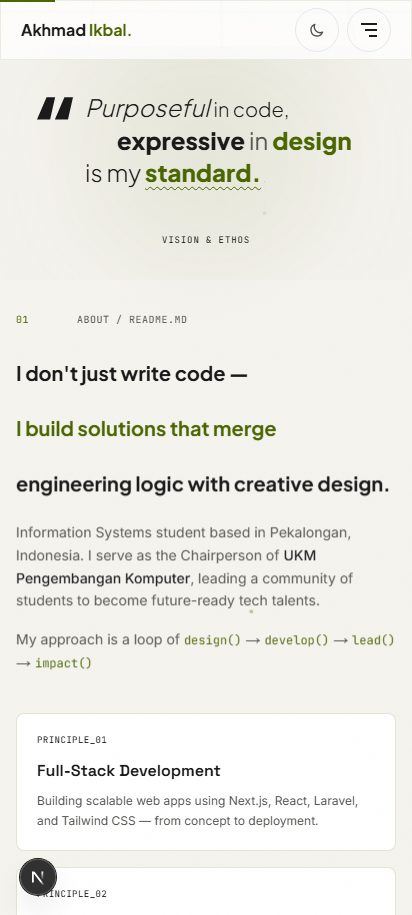 Akhmad Ikbal.
Purposeful in code,
expressive in design
is my standard.
VISION & ETHOS
01 ABOUT / README.MD
I don't just write code —
I build solutions that merge
engineering logic with creative design.
Information Systems student based in Pekalongan,
Indonesia. I serve as the Chairperson of UKM
Pengembangan Komputer, leading a community of
students to become future-ready tech talents.
My approach is a loop of design() → develop() → lead()
→ impact()
PRINCIPLE_01
Full-Stack Development
Building scalable web apps using Next.js, React, Laravel,
and Tailwind CSS — from concept to deployment.
N
PRINCIPLE_02